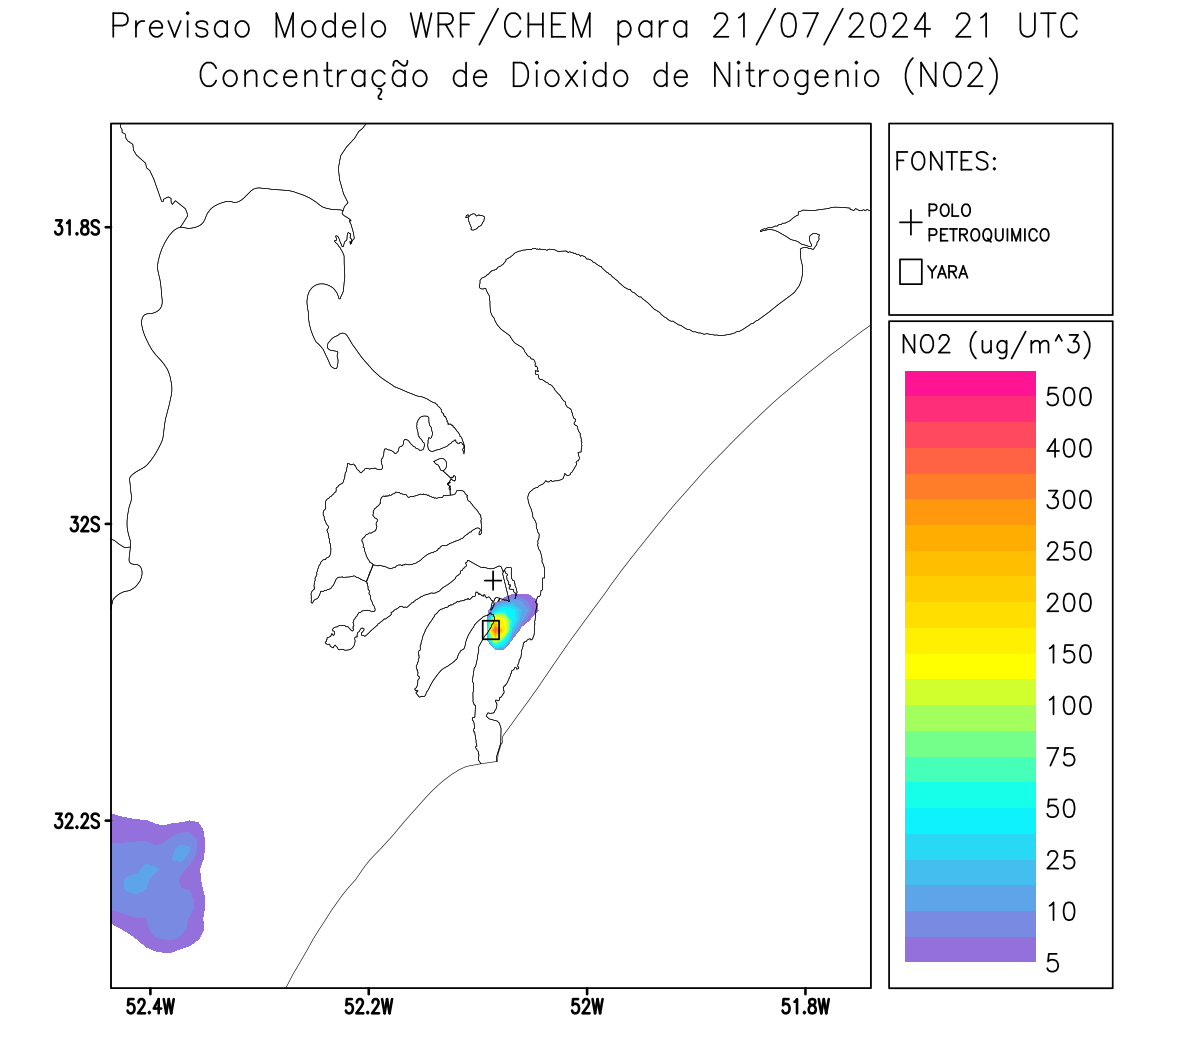 Previsao Modelo WRF/CHEM para 21/07/2024 21 UTC
Concentração de Dioxido de Nitrogenio (NO2)
FONTES:
POLO
PETROQUIMICO
YARA
NO2 (ug/m^3)
500
400
300
250
200
150
100
75
50
25
10
5
31.8S
32S
32.2S
52.4W
52.2W
52W
51.8W